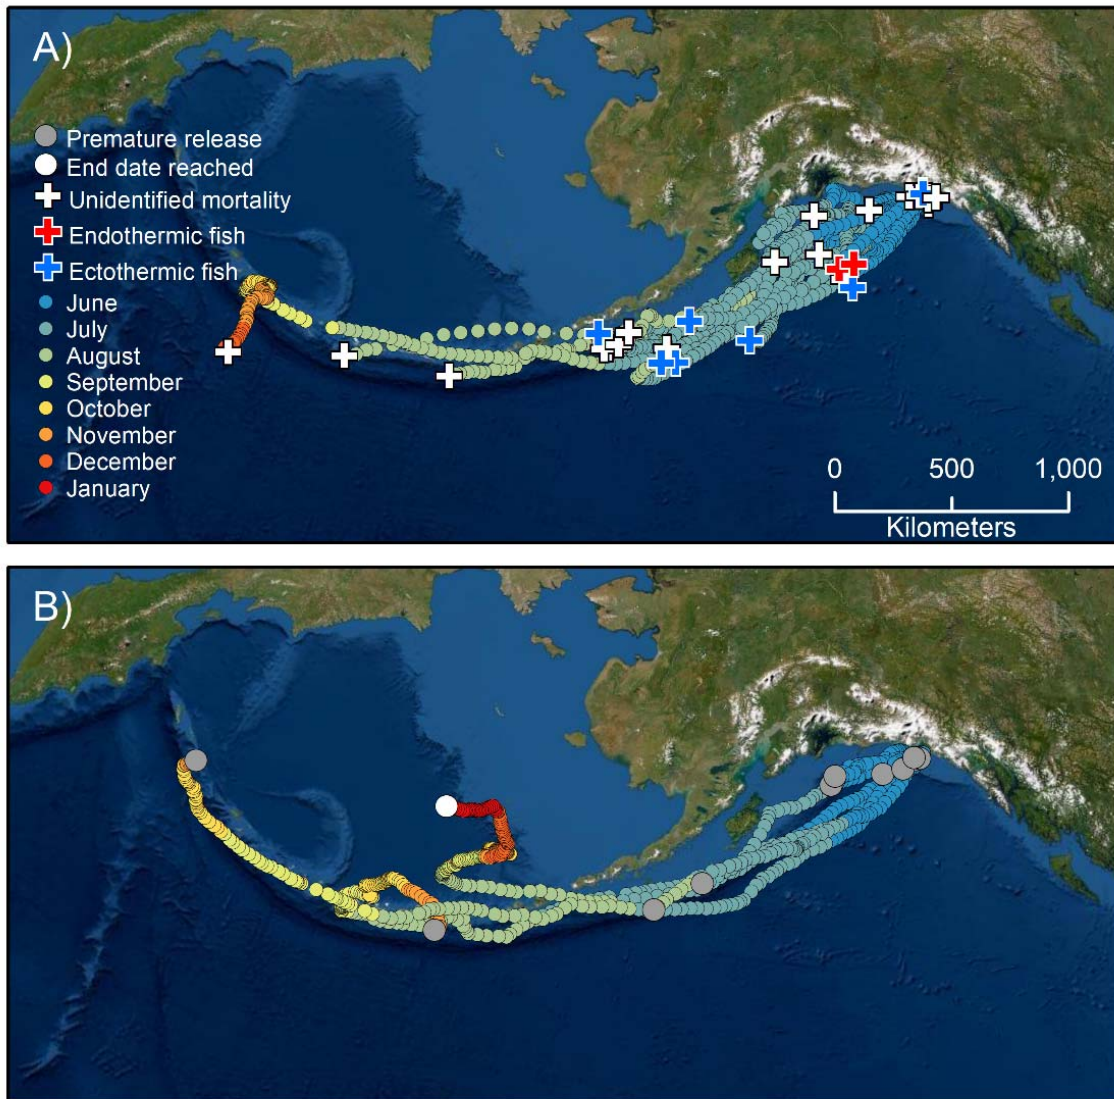 A)
Premature release
End date reached
Unidentified mortality
Endothermic fish
Ectothermic fish
June
July
August
September
October
November
December
January
0 500 1,000
Kilometers
B)